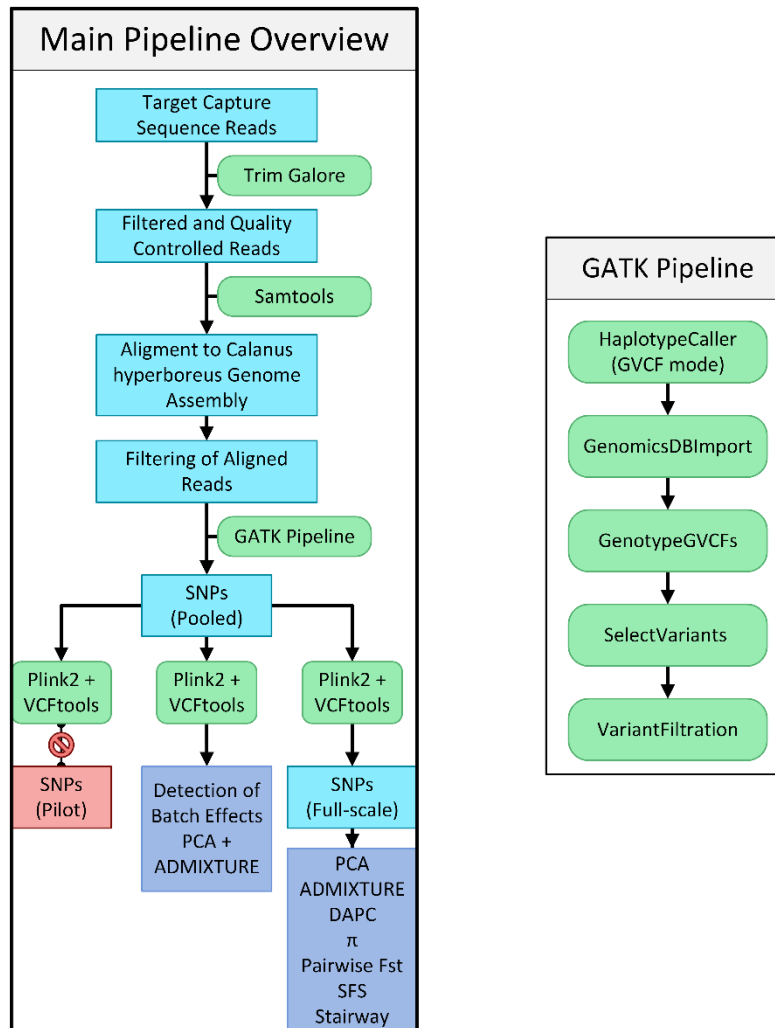 Main Pipeline Overview
Target Capture
Sequence Reads
Trim Galore
Filtered and Quality
Controlled Reads
Samtools
Aligment to Calanus
hyperboreus Genome
Assembly
Filtering of Aligned
Reads
GATK Pipeline
SNPs
(Pooled)
Plink2 +
VCFtools
Plink2 +
VCFtools
Plink2 +
VCFtools
SNPs
(Pilot)
Detection of
Batch Effects
PCA +
ADMIXTURE
SNPs
(Full-scale)
PCA
ADMIXTURE
DAPC
π
Pairwise Fst
SFS
Stairway
GATK Pipeline
HaplotypeCaller
(GVCF mode)
GenomicsDBImport
GenotypeGVCFs
SelectVariants
VariantFiltration